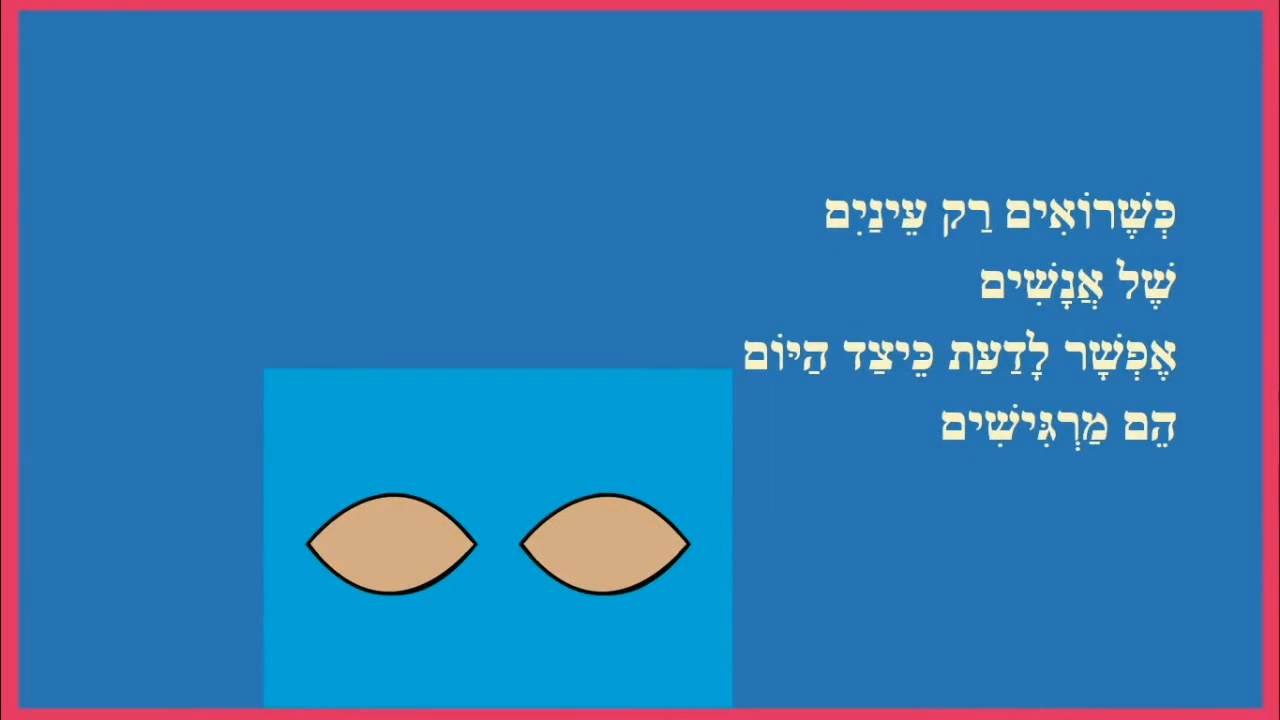 כְּשֶׁרוֹאִים רַק עֵינַיִם
שֶׁל אֲנָשִׁים
אֶפְשָׁר לָדַעַת כֵּיצַד הַיּוֹם
הֵם מַרְגִּישִׁים